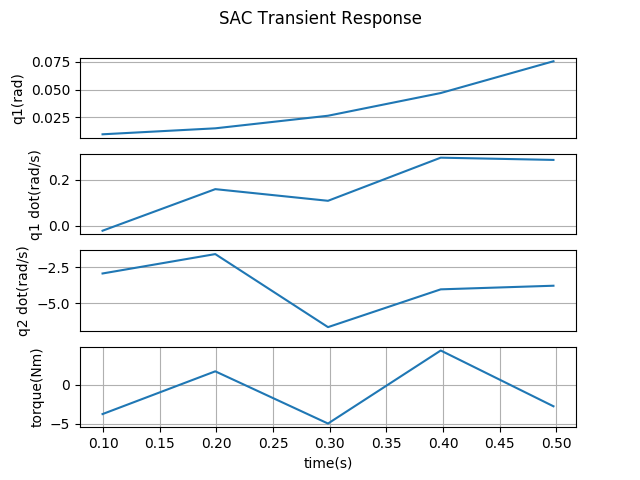 SAC Transient Response
q1(rad)
0.075
0.050
0.025
q1 dot(rad/s)
0.2
0.0
q2 dot(rad/s)
−2.5
−5.0
torque(Nm)
0
−5
0.10 0.15 0.20 0.25 0.30 0.35 0.40 0.45 0.50
time(s)